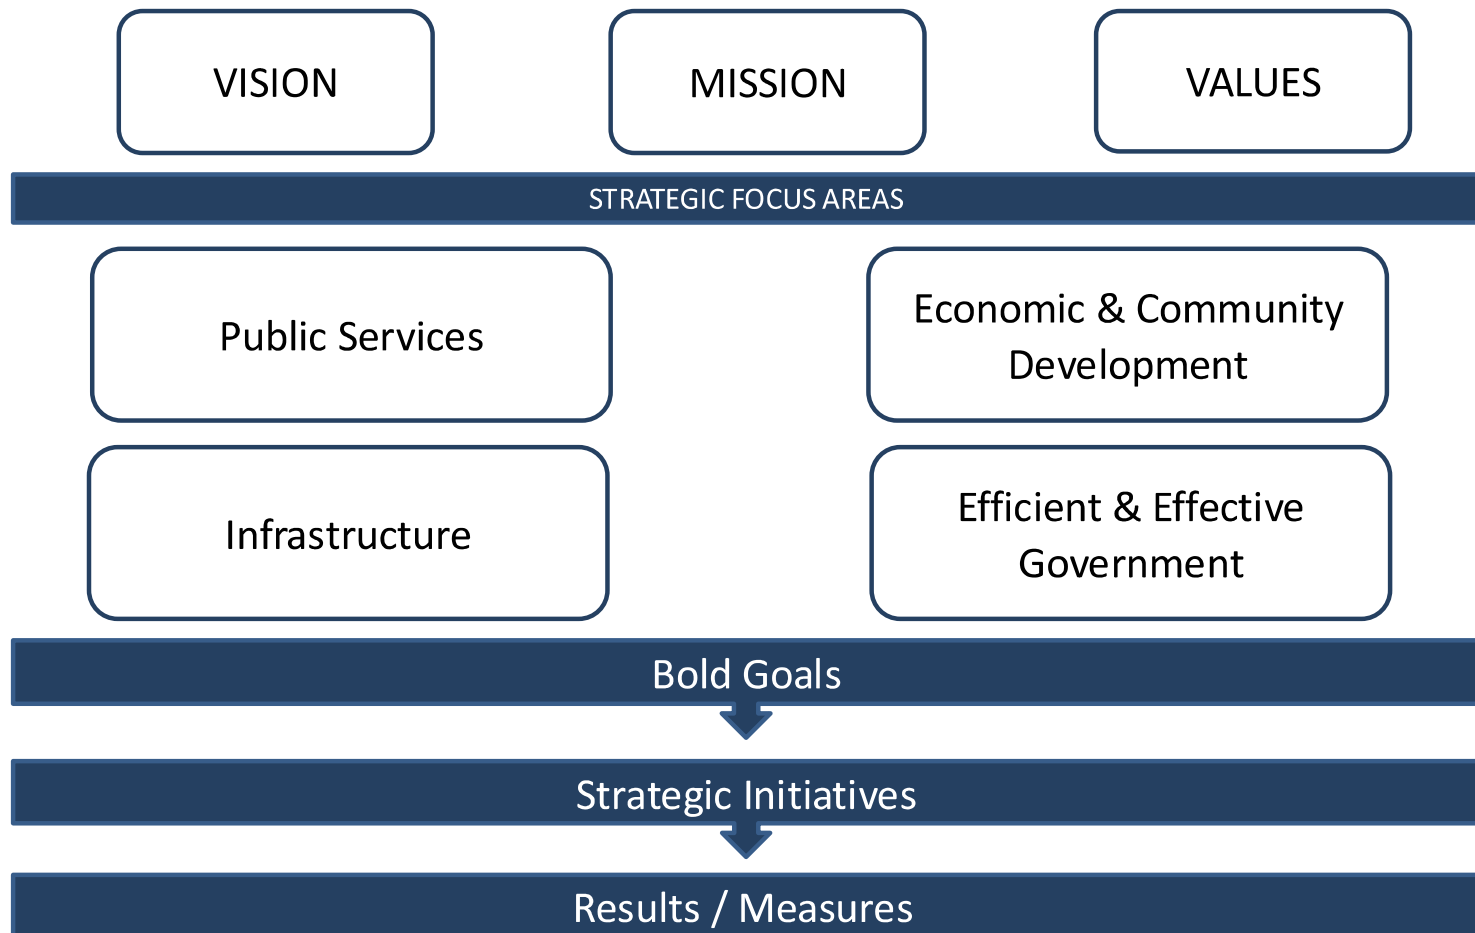 VISION
MISSION
VALUES
STRATEGIC FOCUS AREAS
Public Services
Economic & Community
Development
Infrastructure
Efficient & Effective
Government
Bold Goals
Strategic Initiatives
Results / Measures